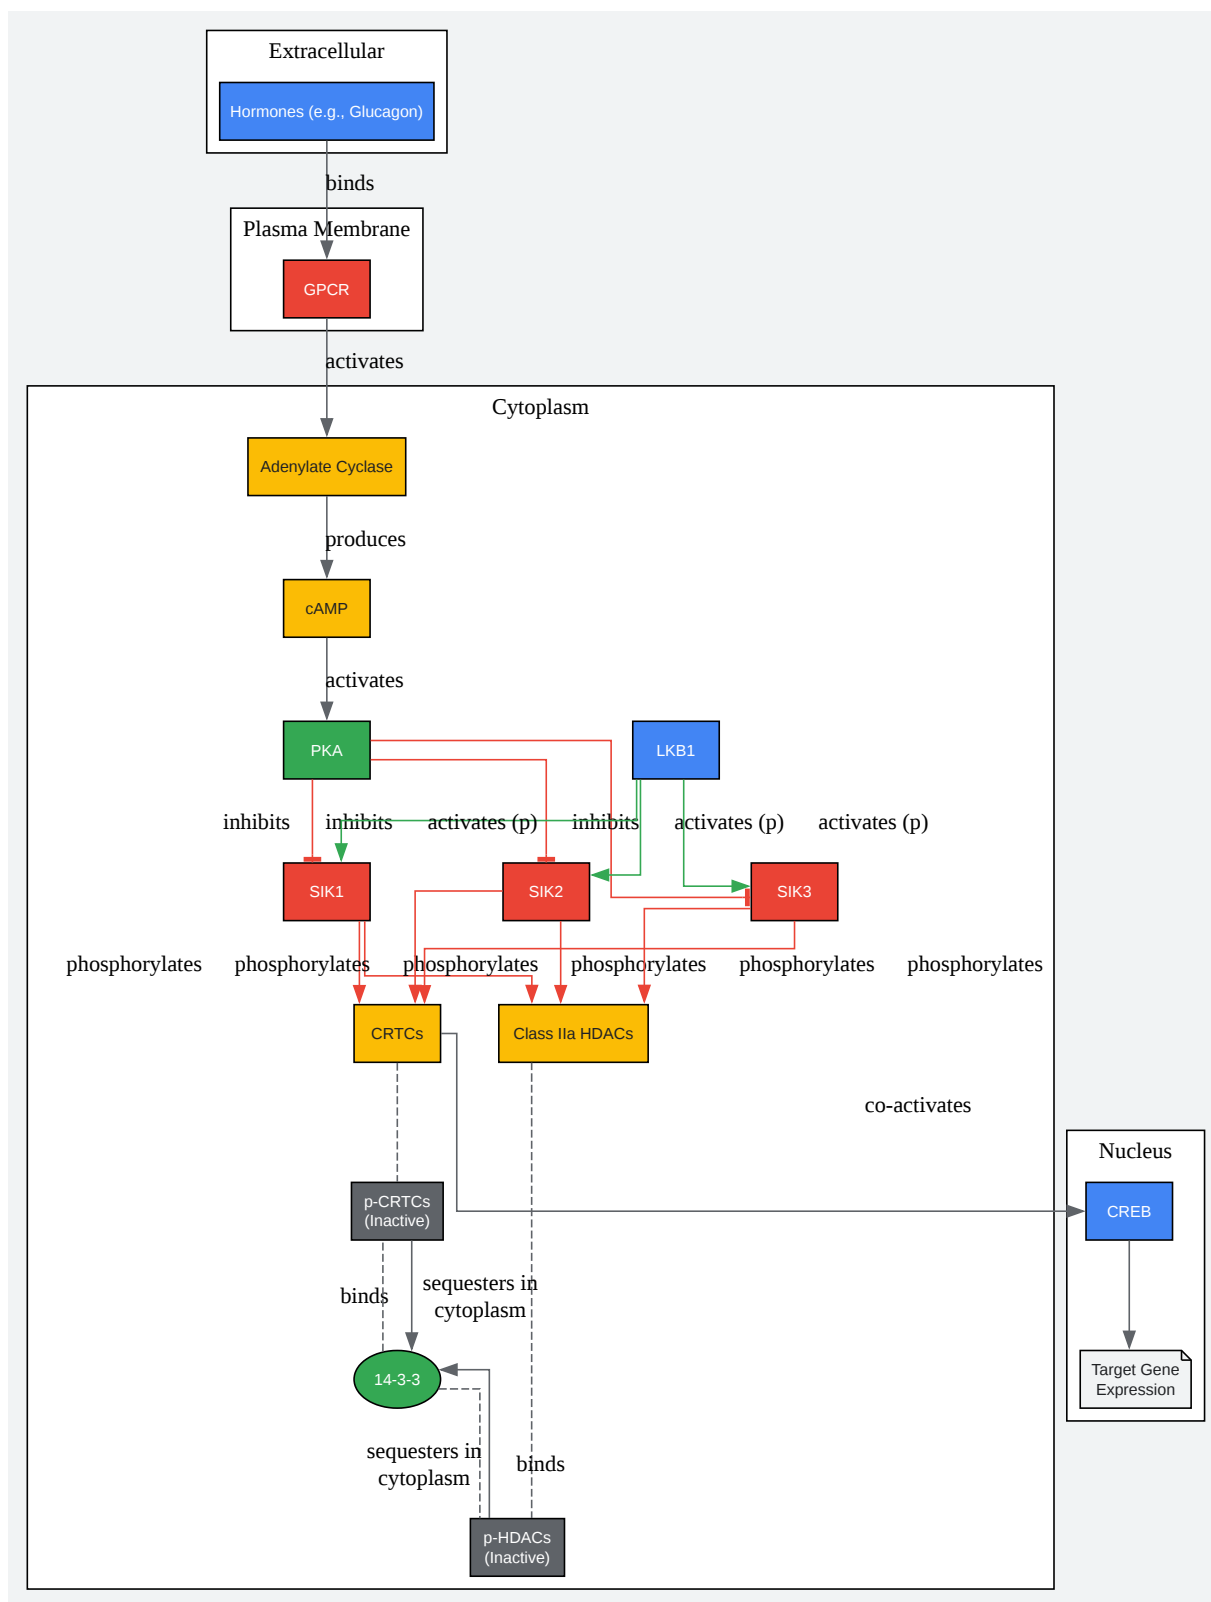 Extracellular
Hormones (e.g., Glucagon)
binds
Plasma Membrane
GPCR
activates
Cytoplasm
Adenylate Cyclase
produces
cAMP
activates
PKA
LKB1
inhibits
inhibits
activates (p)
inhibits
activates (p)
activates (p)
SIK1
SIK2
SIK3
phosphorylates
phosphorylates
phosphorylates
phosphorylates
phosphorylates
phosphorylates
CRTCs
Class IIa HDACs
co-activates
Nucleus
p-CRTCs
(Inactive)
CREB
binds
sequesters in
cytoplasm
14-3-3
Target Gene
Expression
sequesters in
cytoplasm
binds
p-HDACs
(Inactive)